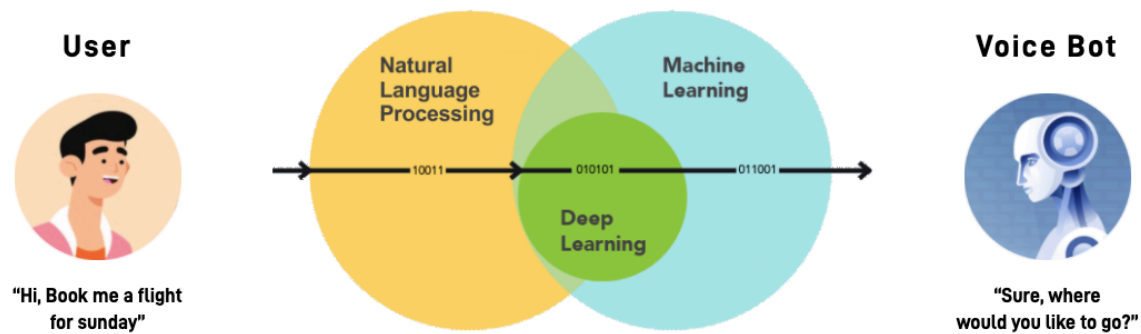 User
“Hi, Book me a flight
for sunday”
Natural
Language
Processing
Machine
Learning
10011
010101
011001
Deep
Learning
Voice Bot
“Sure, where
would you like to go?”